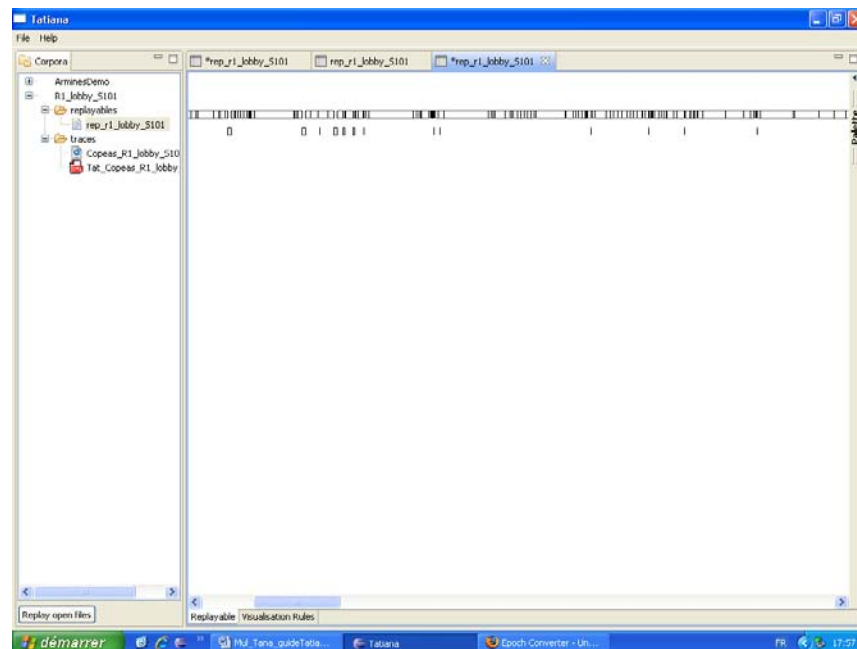 Tatiana
File Help
Corpora
*rep_r1_lobby_S101 rep_r1_lobby_S101 *rep_r1_lobby_S101
ArminesDemo
R1_lobby_S101
replayables
rep_r1_lobby_S101
traces
Copeas_R1_lobby_S10
Tat_Copeas_R1_lobby
Palette
Replay open files
Replayable Visualisation Rules
démarrer Mul_Tana_guideTatia... Tatiana Epoch Converter - Un... FR 17:57